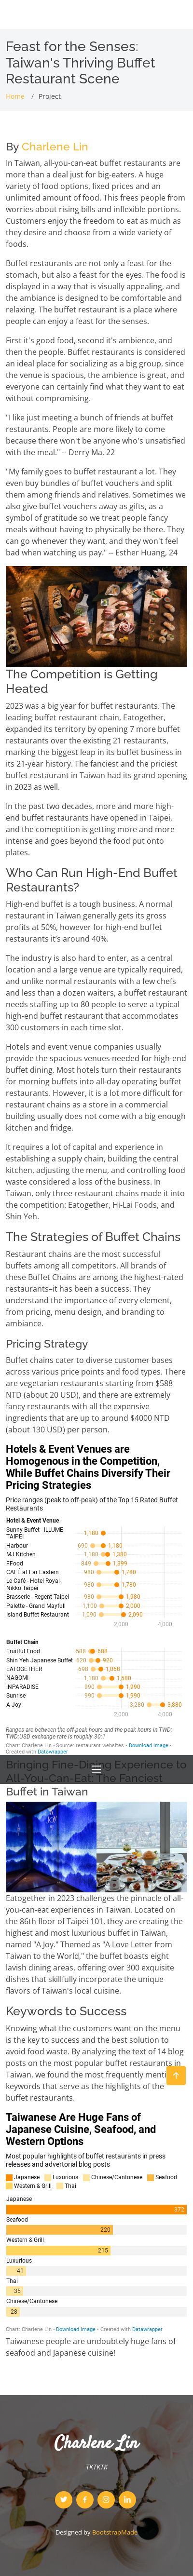 Feast for the Senses:
Taiwan's Thriving Buffet
Restaurant Scene
Home / Project
By Charlene Lin
In Taiwan, all-you-can-eat buffet restaurants are
more than a deal just for big-eaters. A huge
variety of food options, fixed prices, and an
unlimited amount of food. This frees people from
worries about rising bills and inflexible portions.
Customers enjoy the freedom to eat as much as
they desire and choose from a wide variety of
foods.
Buffet restaurants are not only a feast for the
stomach, but also a feast for the eyes. The food is
displayed in a way that is visually appealing, and
the ambience is designed to be comfortable and
relaxing. The buffet restaurant is a place where
people can enjoy a feast for the senses.
First it's good food, second it's ambience, and
then the people. Buffet restaurants is considered
an ideal place for socializing as a big group, since
the venue is spacious, the ambience is great, and
everyone can certainly find what they want to eat
without compromising.
"I like just meeting a bunch of friends at buffet
restaurants. People are more likely to come
because there won't be anyone who's unsatisfied
with the meal." -- Derry Ma, 22
"My family goes to buffet restaurant a lot. They
even buy bundles of buffet vouchers and split
them among friends and relatives. Sometimes we
also give buffet vouchers away as gifts, as a
symbol of gratitude so we treat people fancy
meals without having to physically be there. They
can go whenever they want, and they won't feel
bad when watching us pay." -- Esther Huang, 24
The Competition is Getting
Heated
2023 was a big year for buffet restaurants. The
leading buffet restaurant chain, Eatogether,
expanded its territory by opening 7 more buffet
restaurants over the existing 21 restaurants,
marking the biggest leap in its buffet business in
its 21-year history. The fanciest and the priciest
buffet restaurant in Taiwan had its grand opening
in 2023 as well.
In the past two decades, more and more high-
end buffet restaurants have opened in Taipei,
and the competition is getting more and more
intense and goes beyond the food put onto
plates.
Who Can Run High-End Buffet
Restaurants?
High-end buffet is a tough business. A normal
restaurant in Taiwan generally gets its gross
profits at 50%, however for a high-end buffet
restaurants, it's around 40%.
The industry is also hard to enter, as a central
location and a large venue are typically required,
unlike normal restaurants with a few chefs
and less than a dozen waiters, a buffet restaurant
needs staffing up to 80 people to serve a typical
high-end buffet restaurant that accommodates
300 customers in each time slot.
Hotels and event venue companies usually
provide the spacious venues needed for high-end
buffet dining. Most hotels turn their restaurants
for morning buffets into all-day-dining buffet
restaurants. However, it is a lot more difficult for
restaurant chains as a store in a commercial
building usually does not come with a big enough
kitchen and fridge.
It requires a lot of capital and experience in
establishing a supply chain, building the central
kitchen, adjusting the menu, and controlling food
waste considered a loss of the business. In
Taiwan, only three restaurant chains made it into
the competition: Eatogether, Hi-Lai Foods, and
Shin Yeh.
The Strategies of Buffet Chains
Restaurant chains are the most successful
buffets among all competitors. All brands of
these Buffet Chains are among the highest-rated
restaurants–it has been a success. They
understand the importance of every element,
from pricing, menu design, and branding to
ambiance.
Pricing Strategy
Buffet chains cater to diverse customer bases
across various price points and food types. There
are vegetarian restaurants starting from $588
NTD (about 20 USD), and there are extremely
fancy restaurants with all the expensive
ingredients that are up to around $4000 NTD
(about 130 USD) per person.
Hotels & Event Venues are
Homogenous in the Competition,
While Buffet Chains Diversify Their
Pricing Strategies
Price ranges (peak to off-peak) of the Top 15 Rated Buffet
Restaurants
Hotel & Event Venue
Sunny Buffet - ILLUME
TAIPEI 1,180
Harbour 690 1,180
MJ Kitchen 1,180 1,380
FFood 849 1,399
CAFÉ at Far Eastern 980 1,780
Le Café - Hotel Royal-
Nikko Taipei 980 1,780
Brasserie - Regent Taipei 980 1,980
Palette - Grand Mayfull 1,100 2,000
Island Buffet Restaurant 1,090 2,090
2,000 4,000
Buffet Chain
Fruitful Food 588 688
Shin Yeh Japanese Buffet 620 920
EATOGETHER 698 1,068
NAGOMI 1,180 1,580
!NPARADISE 990 1,990
Sunrise 990 1,990
A Joy 3,280 3,880
2,000 4,000
Ranges are between the off-peak hours and the peak hours in TWD;
TWD:USD exchange rate is roughly 30:1
Chart: Charlene Lin • Source: restaurant websites • Download image •
Created with Datawrapper
Bringing Fine-Dining Experience to
All-You-Can-Eat: The Fanciest
Buffet in Taiwan
Eatogether in 2023 challenges the pinnacle of all-
you-can-eat experiences in Taiwan. Located on
the 86th floor of Taipei 101, and creating the
highest and most luxurious buffet in Taiwan,
named "A Joy." Themed as "A Love Letter from
Taiwan to the World," the buffet boasts eight
lavish dining areas, offering over 300 exquisite
dishes that skillfully intertwine the unique
flavors of Taiwan's local cuisine.
Keywords to Success
Knowing what the customers want on the menu
is the key to success and the best solution to
avoid food waste. By analyzing the text of 14 blog
posts on the most popular buffet restaurants in
Taiwan, we found the most frequently mentioned
keywords that serve as the highlights of the
buffet restaurants.
Taiwanese Are Huge Fans of
Japanese Cuisine, Seafood, and
Western Options
Most popular highlights of buffet restaurants in press
releases and advertorial blog posts
Japanese Luxurious Chinese/Cantonese Seafood
Western & Grill Thai
Japanese
372
Seafood
220
Western & Grill
215
Luxurious
41
Thai
35
Chinese/Cantonese
28
Chart: Charlene Lin • Download image • Created with Datawrapper
Taiwanese people are undoubtely huge fans of
seafood and Japanese cuisine!
Charlene Lin
TKTKTK
Designed by BootstrapMade